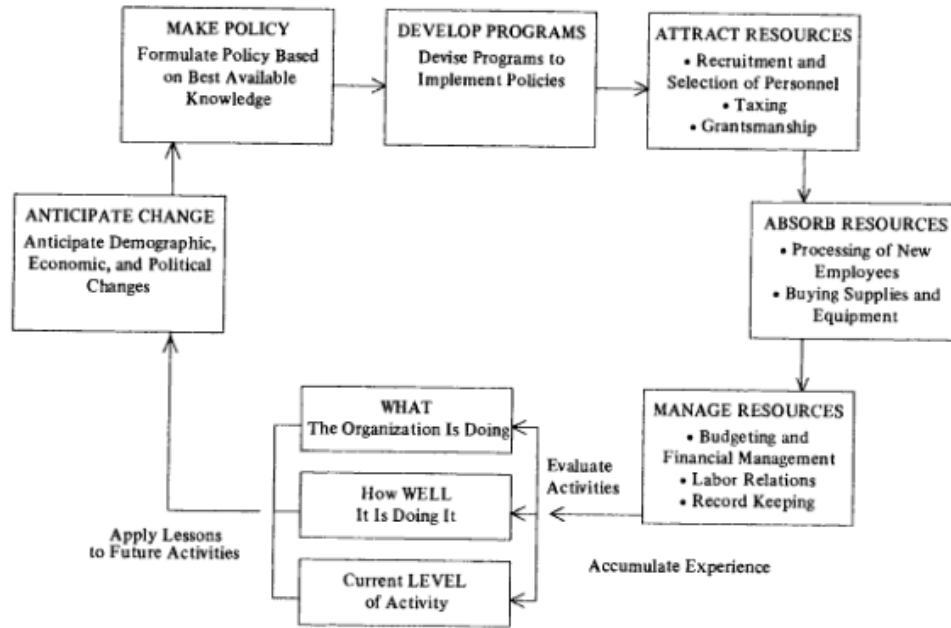 MAKE POLICY
Formulate Policy Based
on Best Available
Knowledge
DEVELOP PROGRAMS
Devise Programs to
Implement Policies
ATTRACT RESOURCES
• Recruitment and
Selection of Personnel
• Taxing
• Grantsmanship
ANTICIPATE CHANGE
Anticipate Demographic,
Economic, and Political
Changes
ABSORB RESOURCES
• Processing of New
Employees
• Buying Supplies and
Equipment
WHAT
The Organization Is Doing
How WELL
It Is Doing It
Current LEVEL
of Activity
Evaluate
Activities
MANAGE RESOURCES
• Budgeting and
Financial Management
• Labor Relations
• Record Keeping
Apply Lessons
to Future Activities
Accumulate Experience